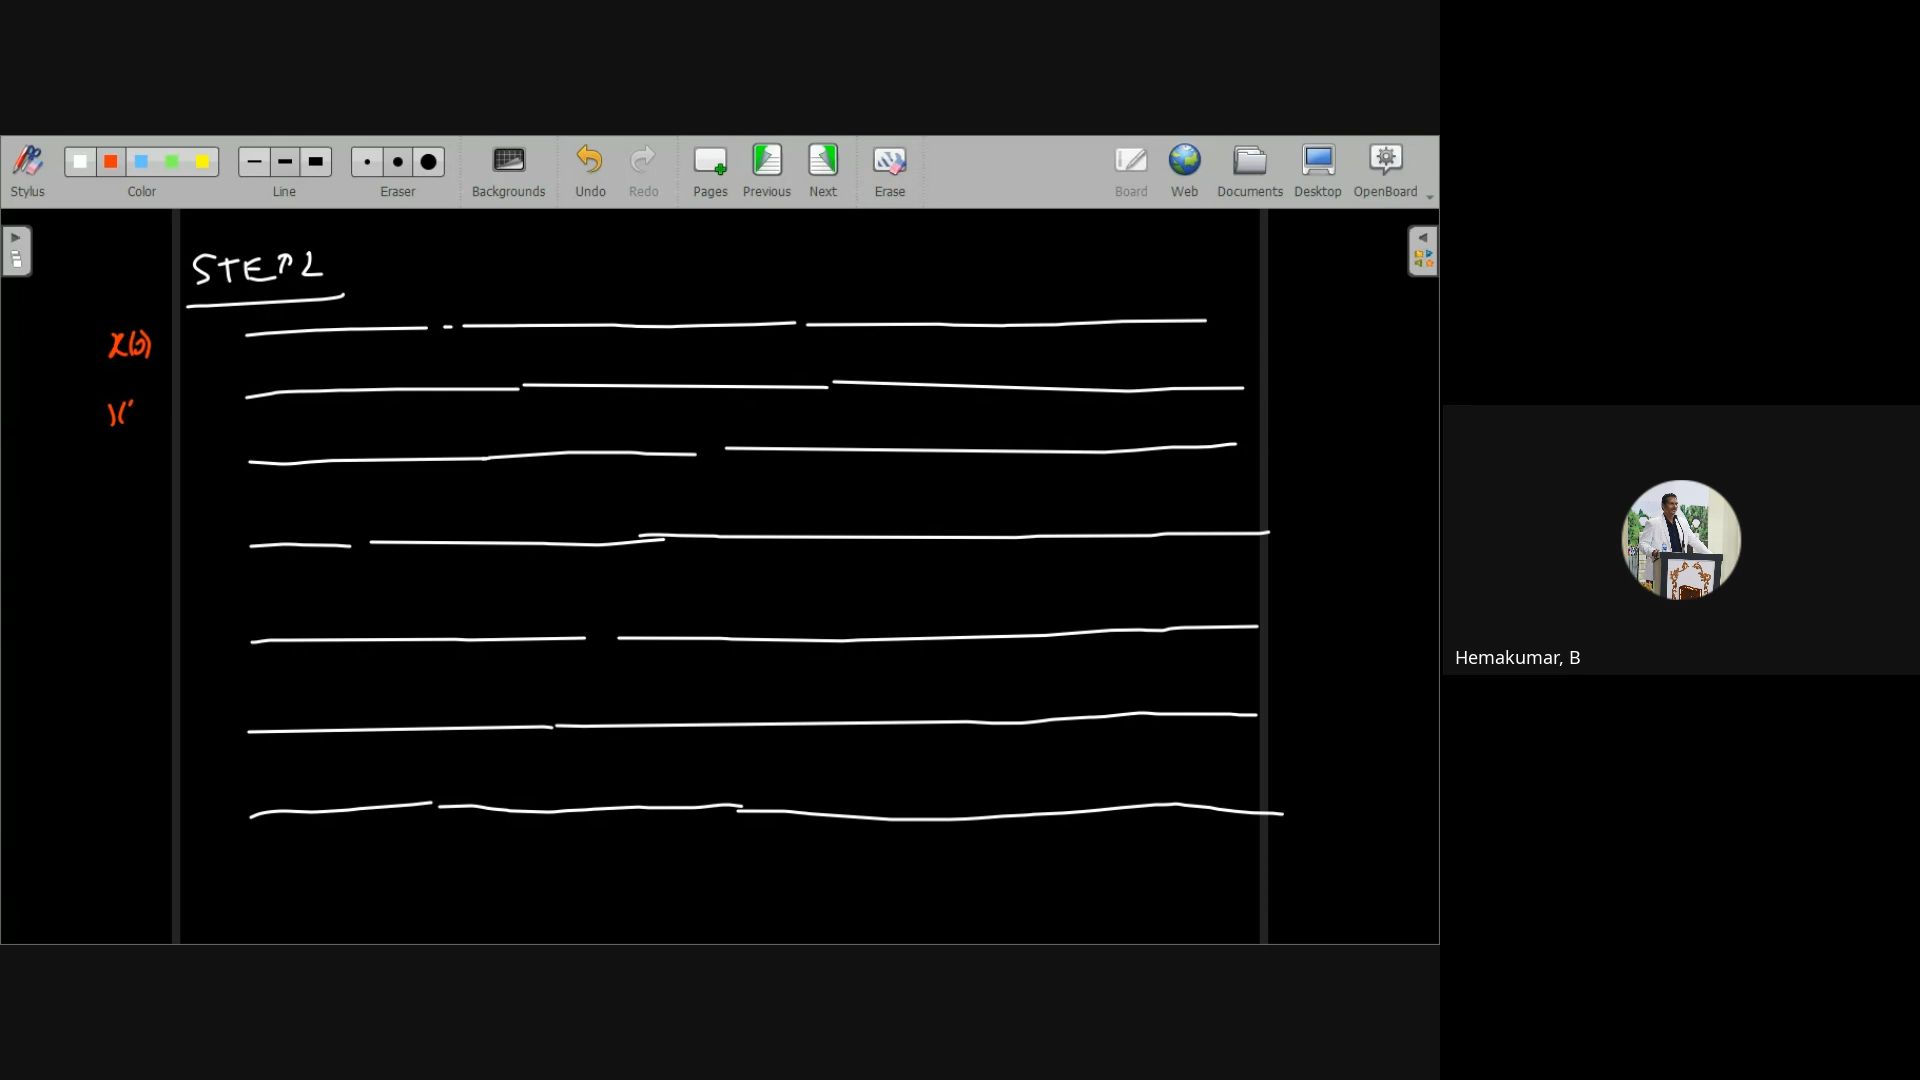 Stylus Color Line Eraser Backgrounds Undo Redo Pages Previous Next Erase Board Web Documents Desktop OpenBoard
STEP 2
X(0)
Hemakumar, B